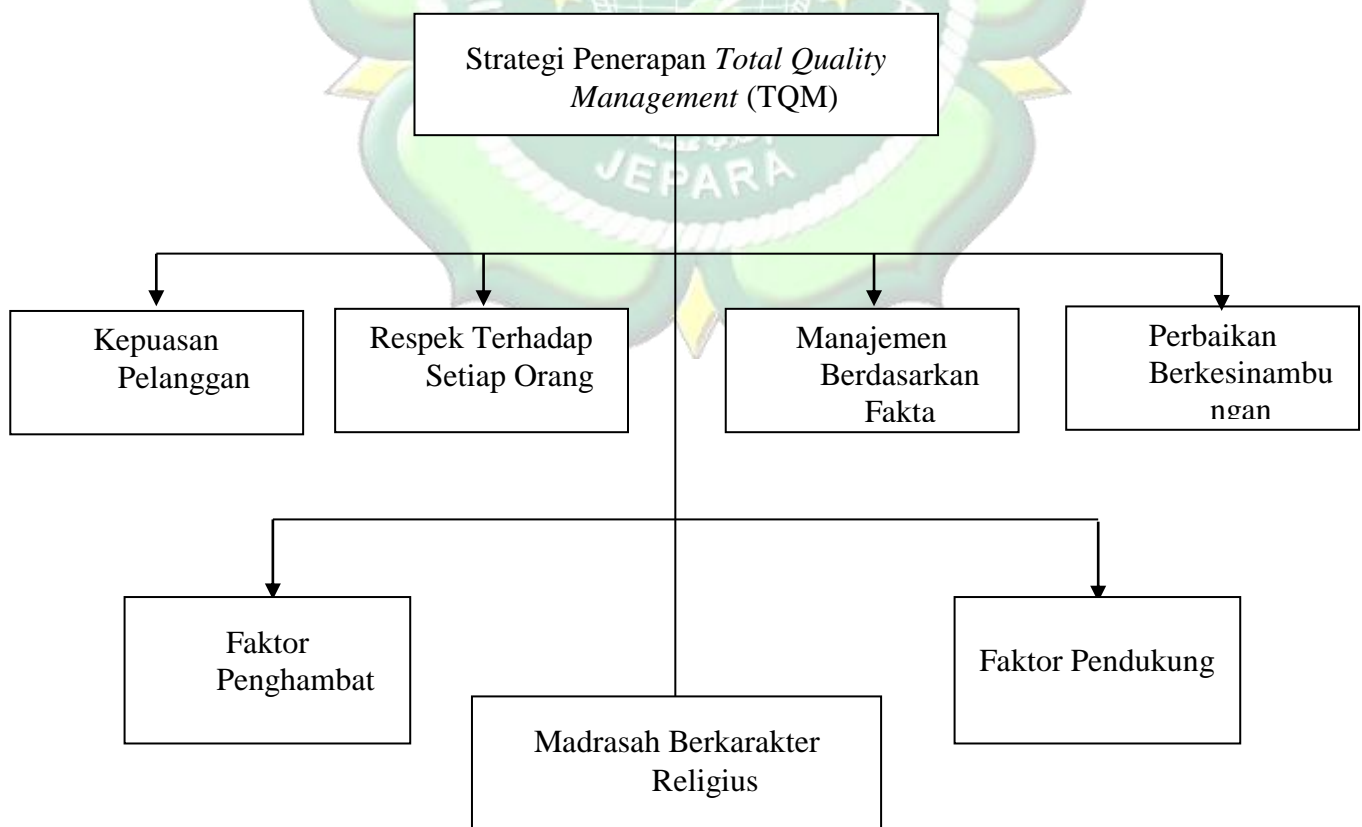 Strategi Penerapan Total Quality
Management (TQM)
JEPARA
Kepuasan
Pelanggan
Respek Terhadap
Setiap Orang
Manajemen
Berdasarkan
Fakta
Perbaikan
Berkesinambu
ngan
Faktor
Penghambat
Faktor Pendukung
Madrasah Berkarakter
Religius